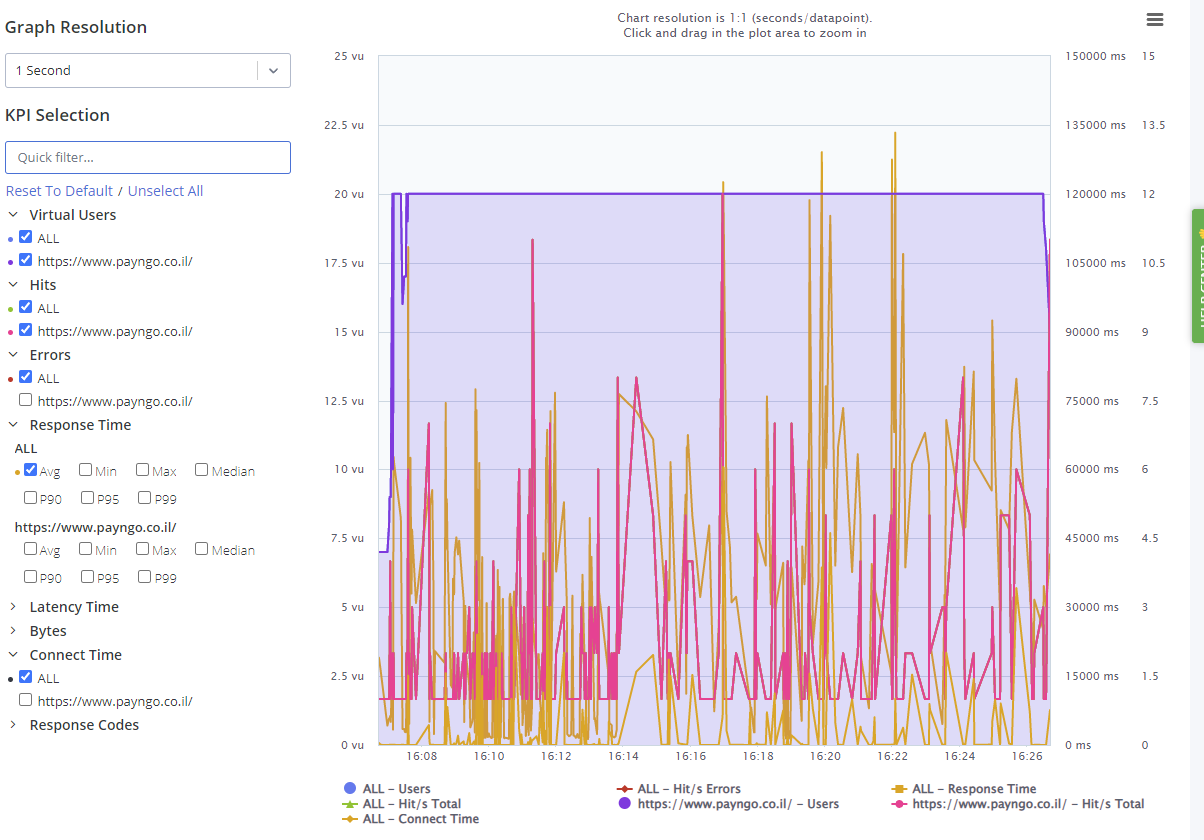 Graph Resolution
1 Second
KPI Selection
Quick filter...
Reset To Default / Unselect All
Virtual Users
ALL
https://www.payngo.co.il/
Hits
ALL
https://www.payngo.co.il/
Errors
ALL
https://www.payngo.co.il/
Response Time
ALL
Avg Min Max Median
P90 P95 P99
https://www.payngo.co.il/
Avg Min Max Median
P90 P95 P99
Latency Time
Bytes
Connect Time
ALL
https://www.payngo.co.il/
Response Codes
Chart resolution is 1:1 (seconds/datapoint).
Click and drag in the plot area to zoom in
25 vu 150000 ms 15
22.5 vu 135000 ms 13.5
20 vu 120000 ms 12
17.5 vu 105000 ms 10.5
15 vu 90000 ms 9
12.5 vu 75000 ms 7.5
10 vu 60000 ms 6
7.5 vu 45000 ms 4.5
5 vu 30000 ms 3
2.5 vu 15000 ms 1.5
0 vu 0 ms 0
16:08 16:10 16:12 16:14 16:16 16:18 16:20 16:22 16:24 16:26
ALL - Users ALL - Hit/s Errors ALL - Response Time
ALL - Hit/s Total https://www.payngo.co.il/ - Users https://www.payngo.co.il/ - Hit/s Total
ALL - Connect Time
HELP CENTER